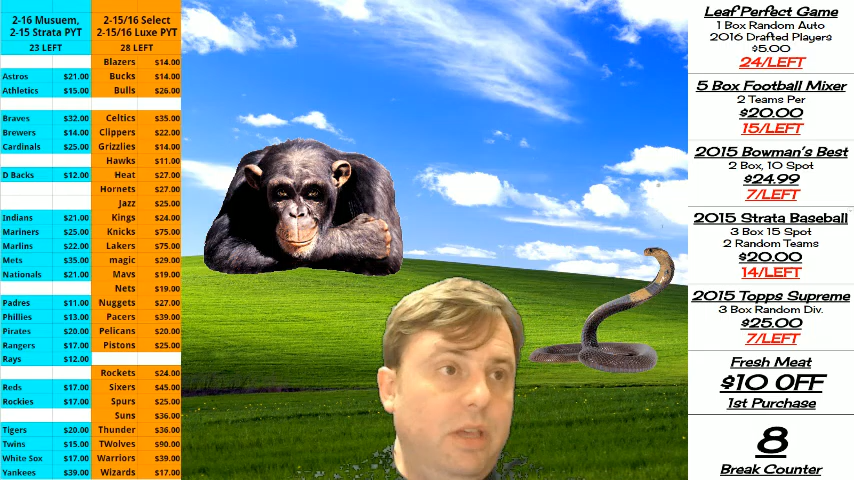 2-16 Musuem,
2-15 Strata PYT
23 LEFT
Astros $21.00
Athletics $15.00
Braves $32.00
Brewers $14.00
Cardinals $25.00
D Backs $12.00
Indians $21.00
Mariners $25.00
Marlins $22.00
Mets $35.00
Nationals $21.00
Padres $11.00
Phillies $13.00
Pirates $20.00
Rangers $17.00
Rays $12.00
Reds $17.00
Rockies $17.00
Tigers $20.00
Twins $15.00
White Sox $17.00
Yankees $39.00
2-15/16 Select
2-15/16 Luxe PYT
28 LEFT
Blazers $14.00
Bucks $14.00
Bulls $26.00
Celtics $35.00
Clippers $22.00
Grizzlies $14.00
Hawks $11.00
Heat $27.00
Hornets $27.00
Jazz $25.00
Kings $24.00
Knicks $75.00
Lakers $75.00
magic $29.00
Mavs $19.00
Nets $19.00
Nuggets $27.00
Pacers $39.00
Pelicans $20.00
Pistons $25.00
Rockets $24.00
Sixers $45.00
Spurs $25.00
Suns $36.00
Thunder $36.00
TWolves $90.00
Warriors $39.00
Wizards $17.00
Leaf Perfect Game
1 Box Random Auto
2016 Drafted Players
$5.00
24/LEFT
5 Box Football Mixer
2 Teams Per
$20.00
15/LEFT
2015 Bowman's Best
2 Box, 10 Spot
$24.99
7/LEFT
2015 Strata Baseball
3 Box 15 Spot
2 Random Teams
$20.00
14/LEFT
2015 Topps Supreme
3 Box Random Div.
$25.00
7/LEFT
Fresh Meat
$10 OFF
1st Purchase
8
Break Counter